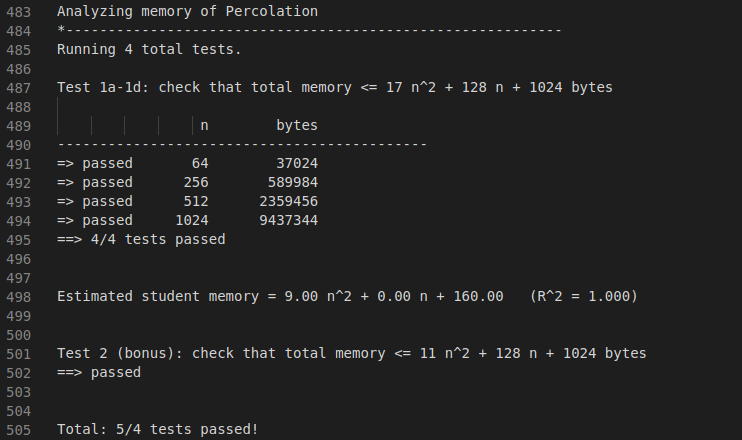 483 Analyzing memory of Percolation
484 *-----------------------------------------------------------
485 Running 4 total tests.
486
487 Test 1a-1d: check that total memory <= 17 n^2 + 128 n + 1024 bytes
488
489                  n        bytes
490 --------------------------------------------
491 => passed       64        37024
492 => passed      256       589984
493 => passed      512      2359456
494 => passed     1024      9437344
495 ==> 4/4 tests passed
496
497
498 Estimated student memory = 9.00 n^2 + 0.00 n + 160.00   (R^2 = 1.000)
499
500
501 Test 2 (bonus): check that total memory <= 11 n^2 + 128 n + 1024 bytes
502 ==> passed
503
504
505 Total: 5/4 tests passed!